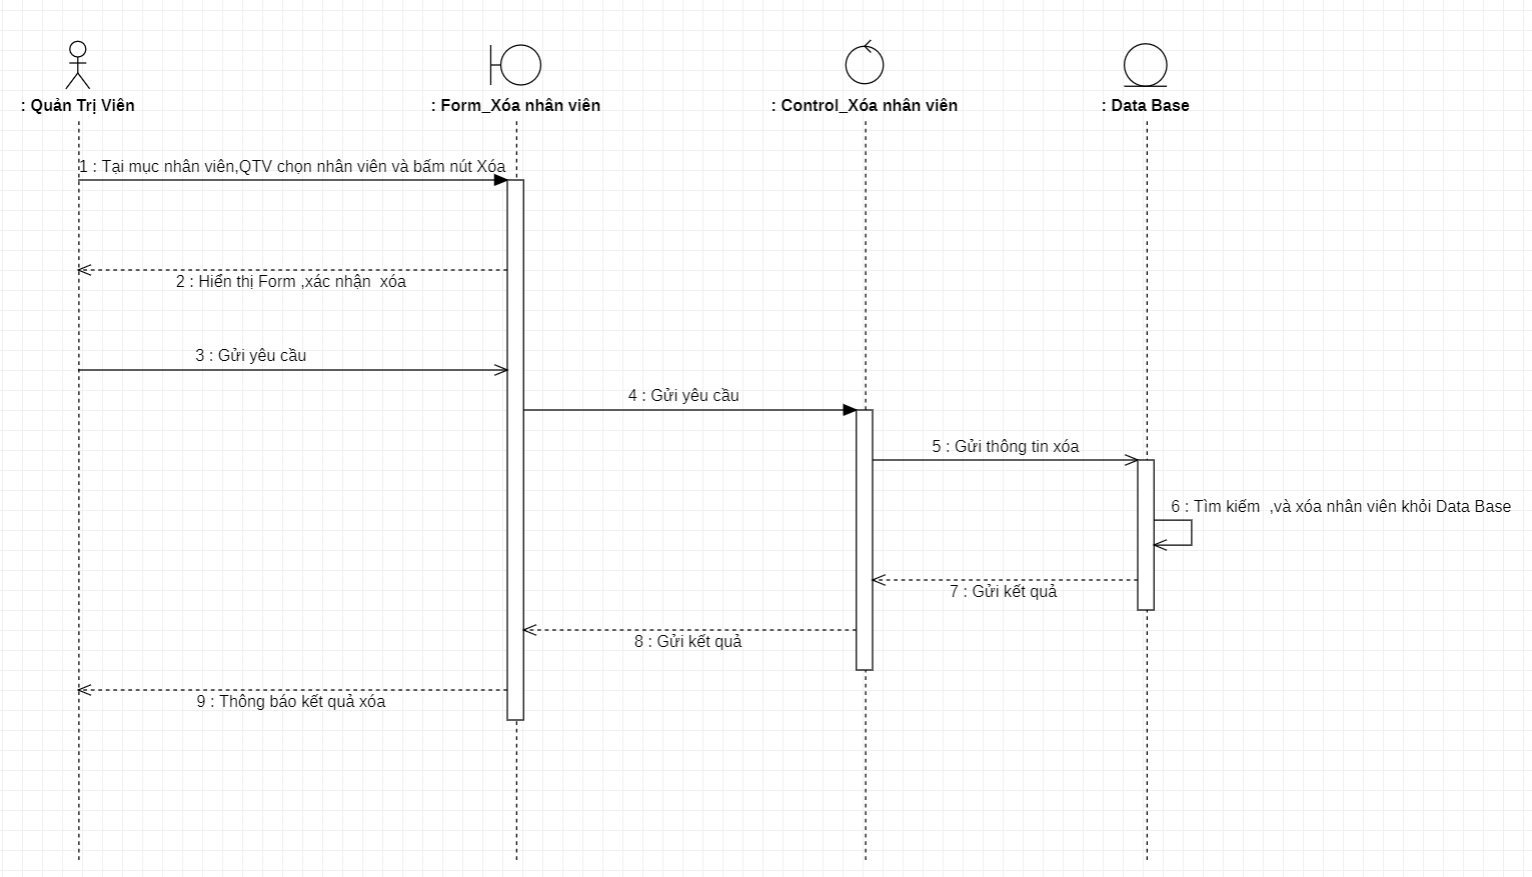 : Quản Trị Viên
: Form_Xóa nhân viên
: Control_Xóa nhân viên
: Data Base
1 : Tại mục nhân viên,QTV chọn nhân viên và bấm nút Xóa
2 : Hiển thị Form ,xác nhận  xóa
3 : Gửi yêu cầu
4 : Gửi yêu cầu
5 : Gửi thông tin xóa
6 : Tìm kiếm  ,và xóa nhân viên khỏi Data Base
7 : Gửi kết quả
8 : Gửi kết quả
9 : Thông báo kết quả xóa